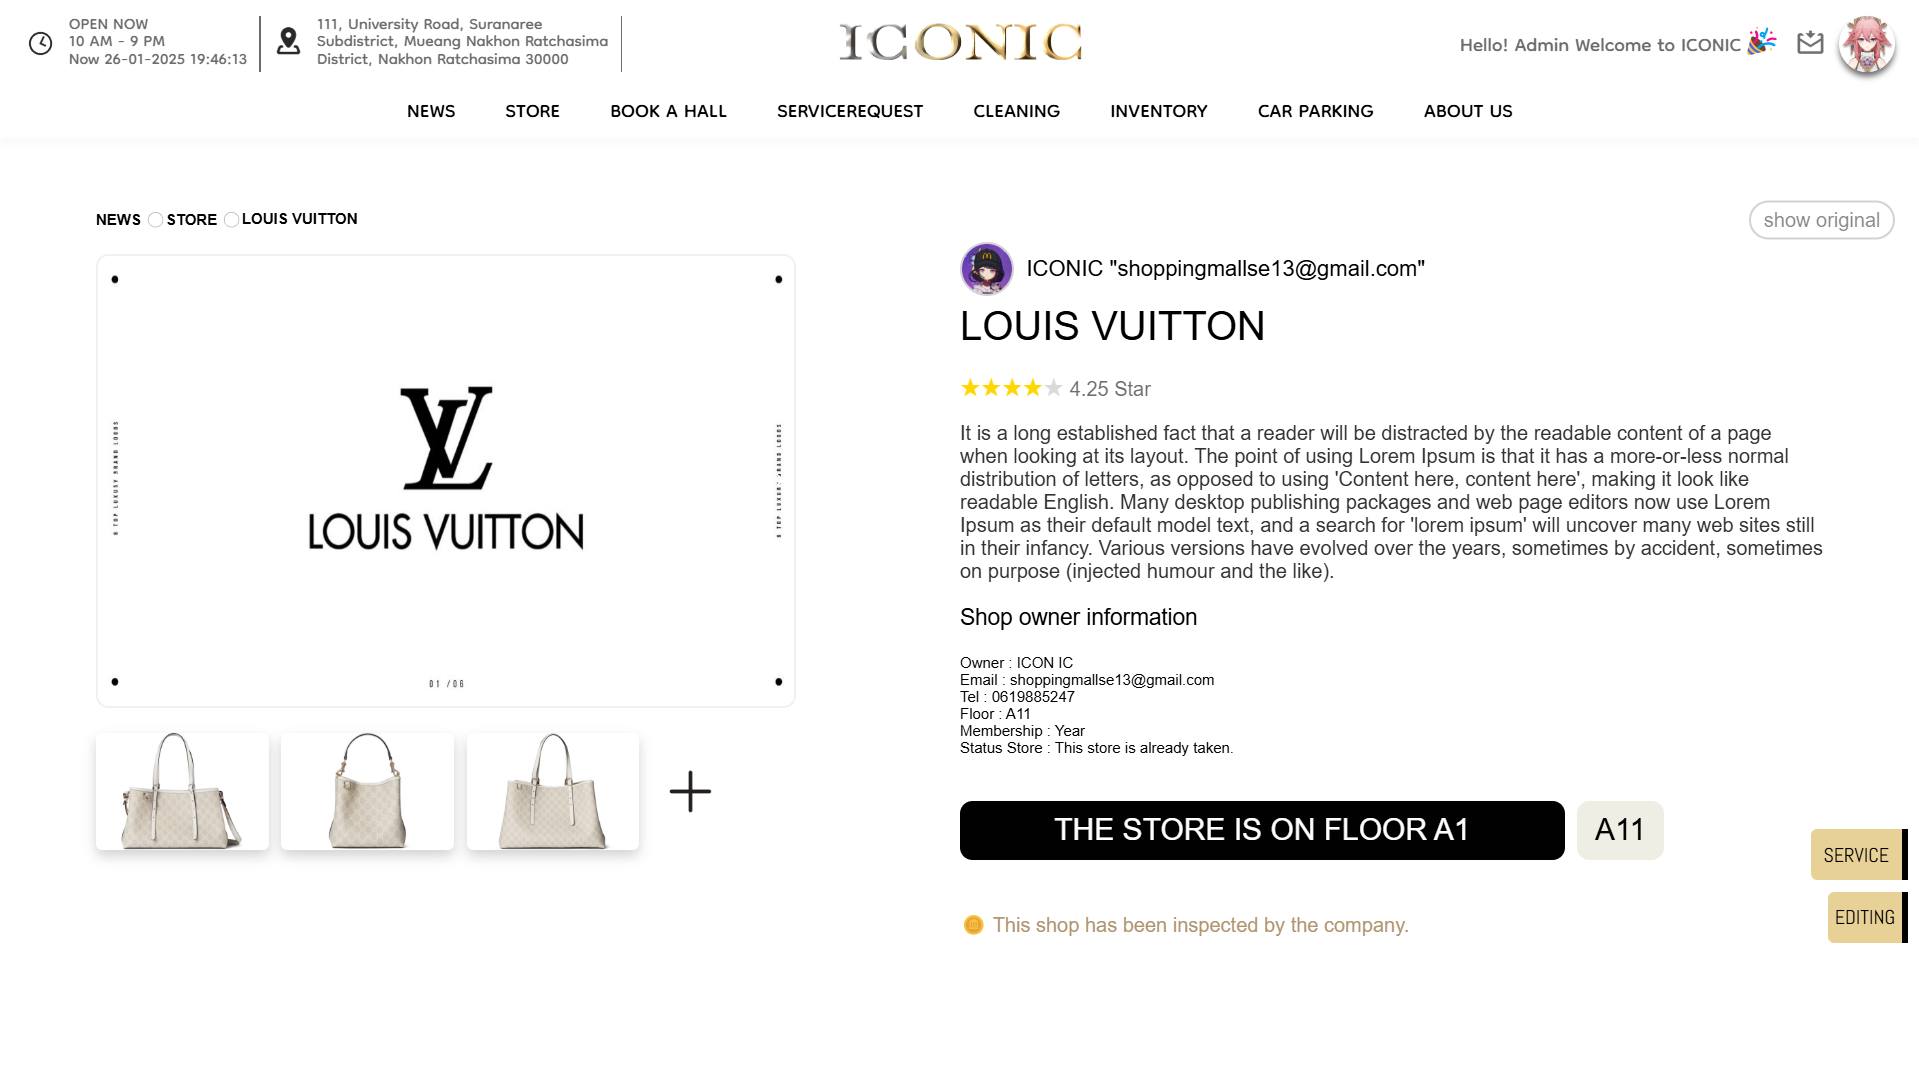 OPEN NOW
10 AM - 9 PM
Now 26-01-2025 19:46:13
111, University Road, Suranaree
Subdistrict, Mueang Nakhon Ratchasima
District, Nakhon Ratchasima 30000
ICONIC
Hello! Admin Welcome to ICONIC
NEWS STORE BOOK A HALL SERVICEREQUEST CLEANING INVENTORY CAR PARKING ABOUT US
NEWS STORE LOUIS VUITTON
show original
LV
LOUIS VUITTON
01 /06
ICONIC "shoppingmallse13@gmail.com"
LOUIS VUITTON
4.25 Star
It is a long established fact that a reader will be distracted by the readable content of a page
when looking at its layout. The point of using Lorem Ipsum is that it has a more-or-less normal
distribution of letters, as opposed to using 'Content here, content here', making it look like
readable English. Many desktop publishing packages and web page editors now use Lorem
Ipsum as their default model text, and a search for 'lorem ipsum' will uncover many web sites still
in their infancy. Various versions have evolved over the years, sometimes by accident, sometimes
on purpose (injected humour and the like).
Shop owner information
Owner : ICON IC
Email : shoppingmallse13@gmail.com
Tel : 0619885247
Floor : A11
Membership : Year
Status Store : This store is already taken.
THE STORE IS ON FLOOR A1
A11
This shop has been inspected by the company.
SERVICE
EDITING